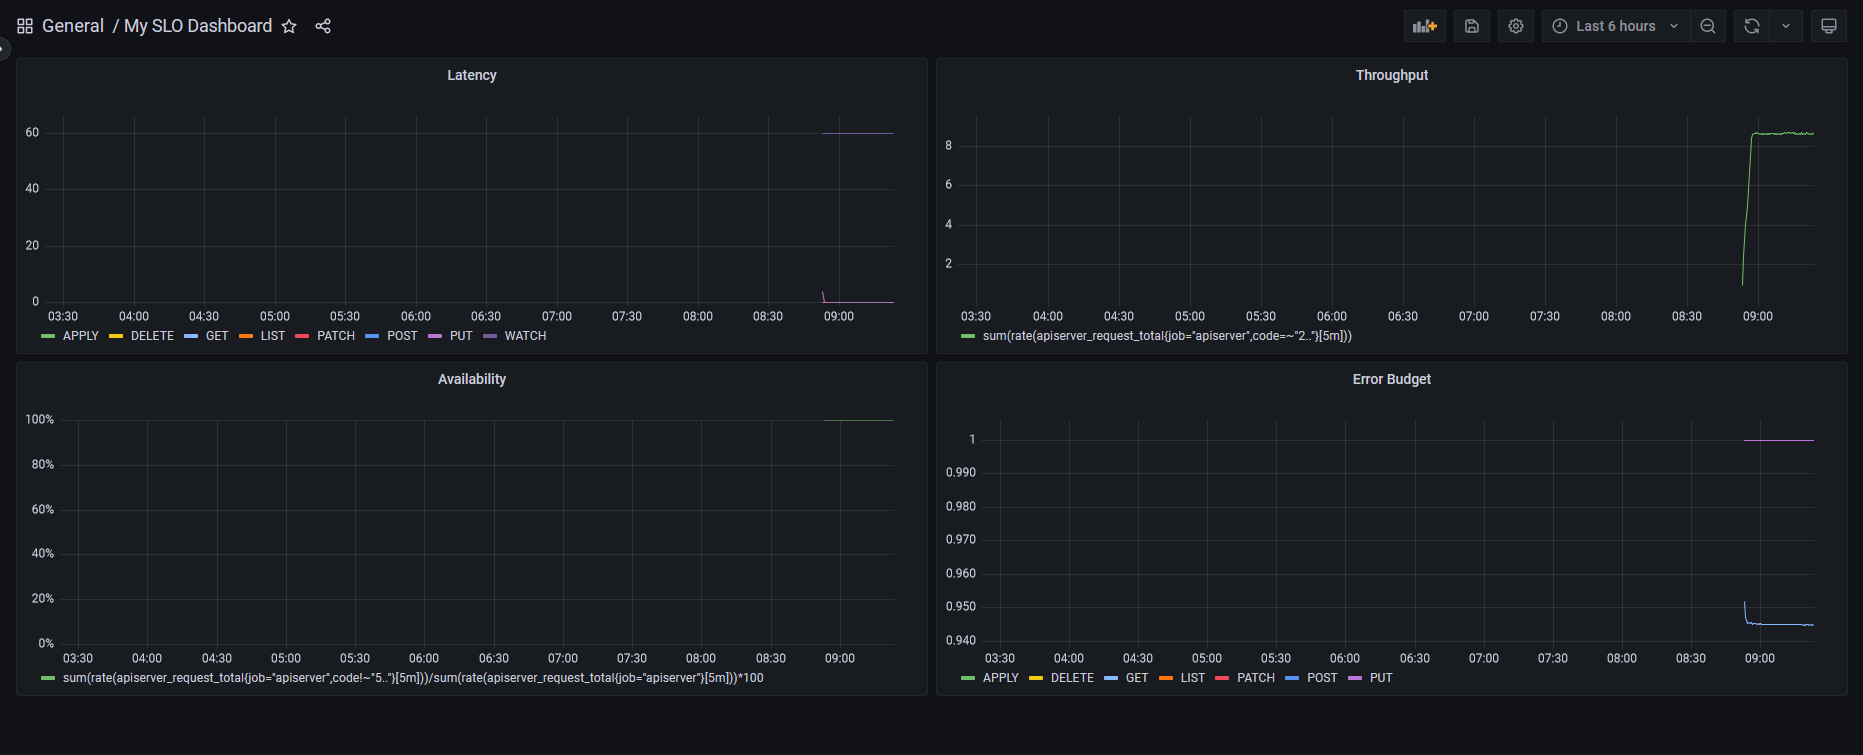 General / My SLO Dashboard
Last 6 hours
Latency
60
40
20
0
03:30 04:00 04:30 05:00 05:30 06:00 06:30 07:00 07:30 08:00 08:30 09:00
APPLY DELETE GET LIST PATCH POST PUT WATCH
Throughput
8
6
4
2
03:30 04:00 04:30 05:00 05:30 06:00 06:30 07:00 07:30 08:00 08:30 09:00
sum(rate(apiserver_request_total{job="apiserver",code=~"2.."}[5m]))
Availability
100%
80%
60%
40%
20%
0%
03:30 04:00 04:30 05:00 05:30 06:00 06:30 07:00 07:30 08:00 08:30 09:00
sum(rate(apiserver_request_total{job="apiserver",code!~"5.."}[5m]))/sum(rate(apiserver_request_total{job="apiserver"}[5m]))*100
Error Budget
1
0.990
0.980
0.970
0.960
0.950
0.940
03:30 04:00 04:30 05:00 05:30 06:00 06:30 07:00 07:30 08:00 08:30 09:00
APPLY DELETE GET LIST PATCH POST PUT